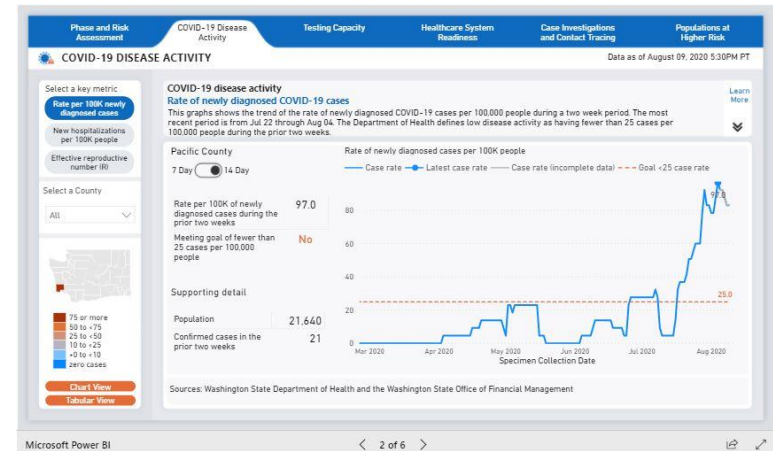 Phase and Risk
Assessment
COVID-19 Disease
Activity
Testing Capacity
Healthcare System
Readiness
Case Investigations
and Contact Tracing
Populations at
Higher Risk
COVID-19 DISEASE ACTIVITY
Data as of August 09, 2020 5:30PM PT
Select a key metric
Rate per 100K newly
diagnosed cases
New hospitalizations
per 100K people
Effective reproductive
number (R)
Select a County
All
75 or more
50 to <75
25 to <50
10 to <25
>0 to <10
zero cases
Chart View
Tabular View
COVID-19 disease activity
Rate of newly diagnosed COVID-19 cases
This graphs shows the trend of the rate of newly diagnosed COVID-19 cases per 100,000 people during a two week period. The most
recent period is from Jul 22 through Aug 04. The Department of Health defines low disease activity as having fewer than 25 cases per
100,000 people during the prior two weeks.
Learn
More
Pacific County
7 Day 14 Day
Rate per 100K of newly
diagnosed cases during the
prior two weeks
97.0
Meeting goal of fewer than
25 cases per 100,000
people
No
Supporting detail
Population 21,640
Confirmed cases in the
prior two weeks
21
Rate of newly diagnosed cases per 100K people
Case rate Latest case rate Case rate (incomplete data) Goal <25 case rate
97.0
80
60
40
25.0
20
0
Mar 2020 Apr 2020 May 2020 Jun 2020 Jul 2020 Aug 2020
Specimen Collection Date
Sources: Washington State Department of Health and the Washington State Office of Financial Management
Microsoft Power BI
2 of 6